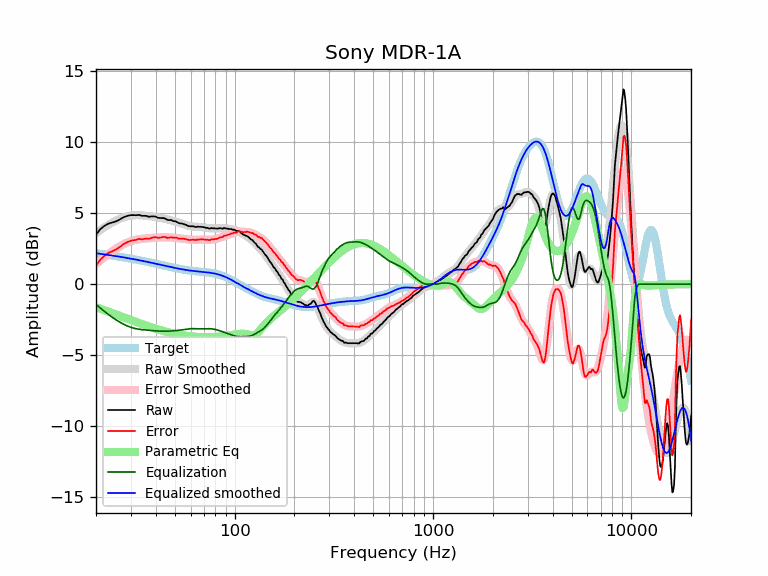 Sony MDR-1A
15
10
5
0
−5
−10
−15
Amplitude (dBr)
Target
Raw Smoothed
Error Smoothed
Raw
Error
Parametric Eq
Equalization
Equalized smoothed
100
1000
10000
Frequency (Hz)